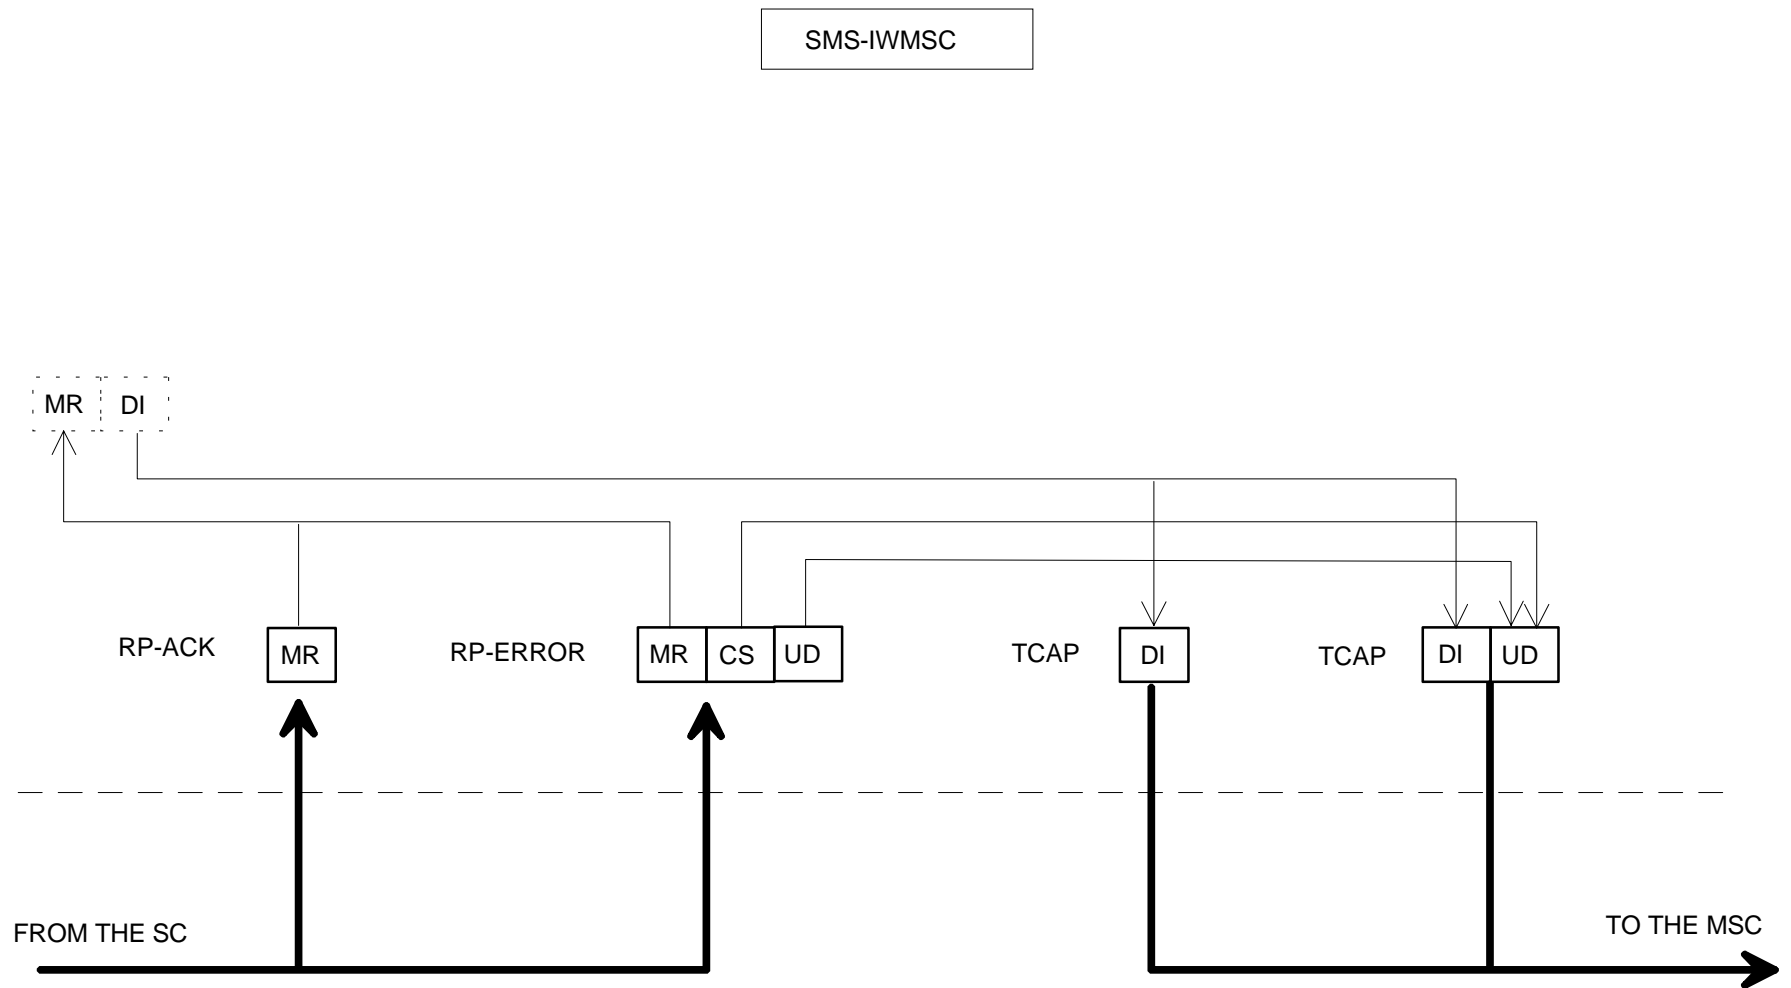 SMS-IWMSC
MR DI
RP-ACK MR RP-ERROR MR CS UD TCAP DI TCAP DI UD
FROM THE SC TO THE MSC